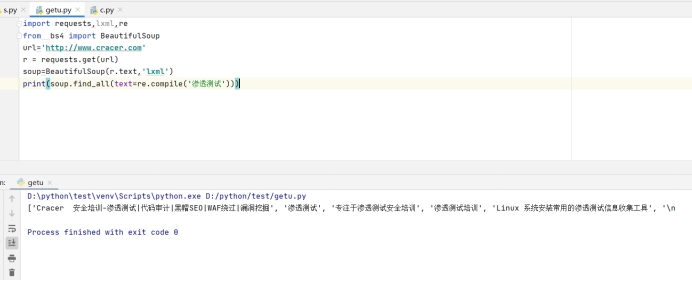 s.py × getu.py × c.py ×
import requests,lxml,re
from bs4 import BeautifulSoup
url='http://www.cracer.com'
r = requests.get(url)
soup=BeautifulSoup(r.text,'lxml')
print(soup.find_all(text=re.compile('渗透测试')))
n: getu ×
D:\python\test\venv\Scripts\python.exe D:/python/test/getu.py
['Cracer 安全培训-渗透测试|代码审计|黑帽SEO|WAF绕过|漏洞挖掘', '渗透测试', '专注于渗透测试安全培训', '渗透测试培训', 'Linux 系统安装常用的渗透测试信息收集工具', '\n
Process finished with exit code 0